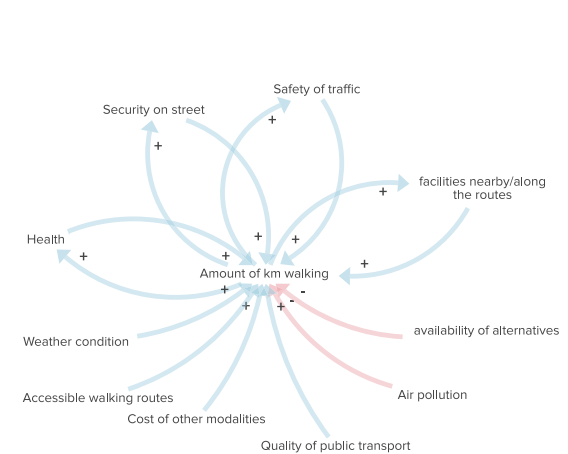 Safety of traffic
Security on street
+
+
facilities nearby/along
the routes
+
Health
+
+
+
+
+
Amount of km walking
+
-
-
+
+
availability of alternatives
Weather condition
Air pollution
Accessible walking routes
Cost of other modalities
Quality of public transport